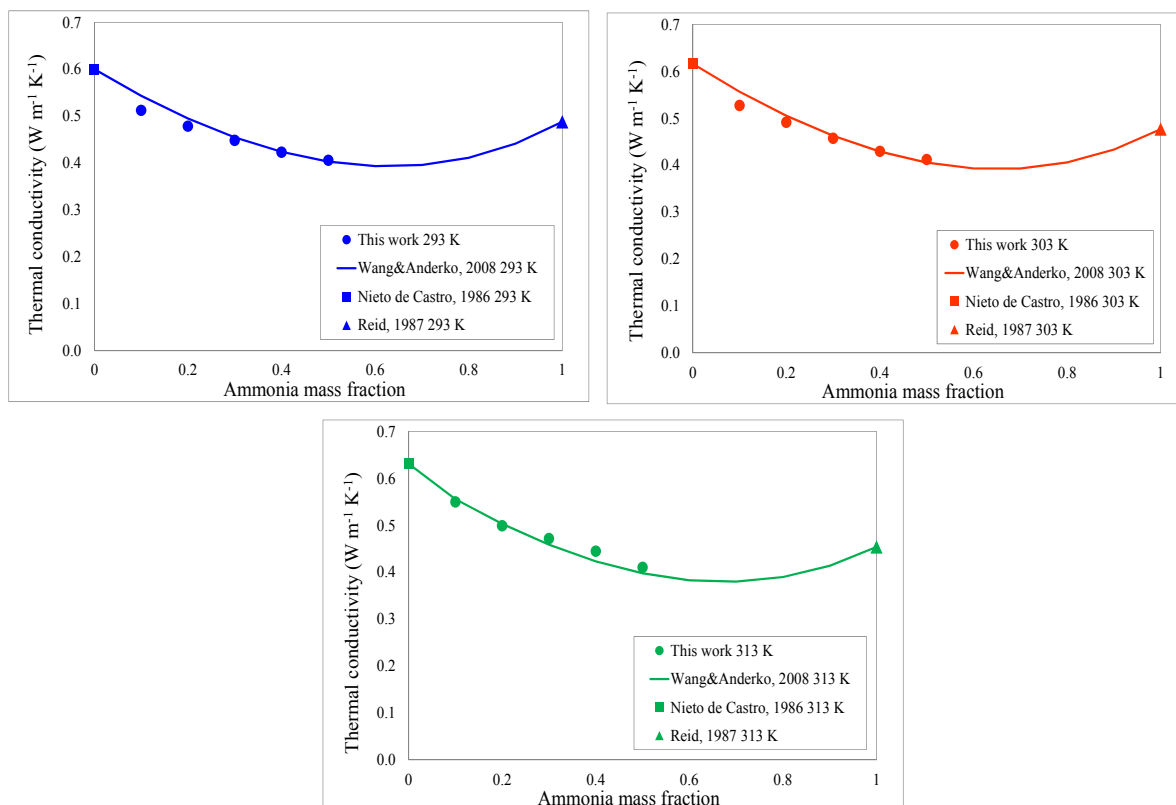 0.7
0.6
0.5
0.4
0.3
0.2
0.1
0.0
Thermal conductivity (W m⁻¹ K⁻¹)
This work 293 K
Wang&Anderko, 2008 293 K
Nieto de Castro, 1986 293 K
Reid, 1987 293 K
0 0.2 0.4 0.6 0.8 1
Ammonia mass fraction
0.7
0.6
0.5
0.4
0.3
0.2
0.1
0.0
Thermal conductivity (W m⁻¹ K⁻¹)
This work 303 K
Wang&Anderko, 2008 303 K
Nieto de Castro, 1986 303 K
Reid, 1987 303 K
0 0.2 0.4 0.6 0.8 1
Ammonia mass fraction
0.7
0.6
0.5
0.4
0.3
0.2
0.1
0.0
Thermal conductivity (W m⁻¹ K⁻¹)
This work 313 K
Wang&Anderko, 2008 313 K
Nieto de Castro, 1986 313 K
Reid, 1987 313 K
0 0.2 0.4 0.6 0.8 1
Ammonia mass fraction